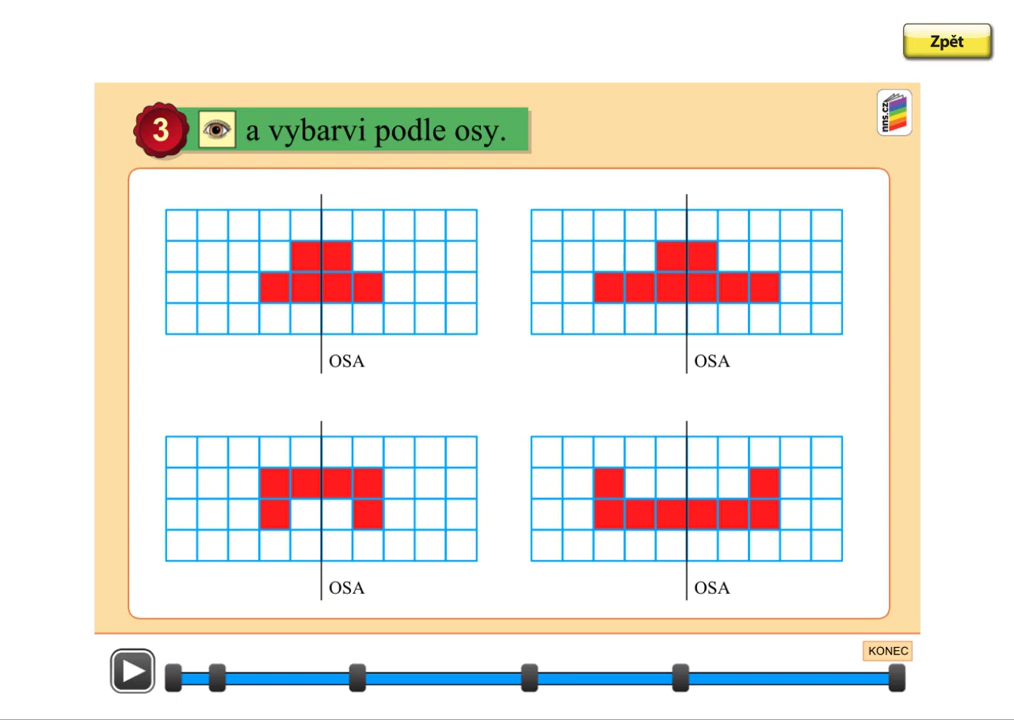 Zpět
3 a vybarvi podle osy.
nns.cz
OSA
OSA
OSA
OSA
KONEC